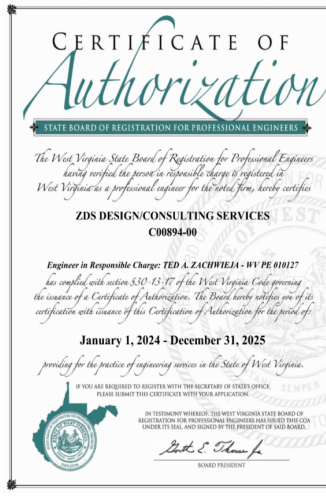 CERTIFICATE OF
Authorization
STATE BOARD OF REGISTRATION FOR PROFESSIONAL ENGINEERS
The West Virginia State Board of Registration for Professional Engineers
having verified the person in responsible charge is registered in
West Virginia as a professional engineer for the noted firm, hereby certifies
ZDS DESIGN/CONSULTING SERVICES
C00894-00
Engineer in Responsible Charge: TED A. ZACHWIEJA - WV PE 010127
has complied with section §30-13-17 of the West Virginia Code governing
the issuance of a Certificate of Authorization. The Board hereby notifies you of its
certification with issuance of this Certification of Authorization for the period of:
January 1, 2024 - December 31, 2025
providing for the practice of engineering services in the State of West Virginia.
IF YOU ARE REQUIRED TO REGISTER WITH THE SECRETARY OF STATE'S OFFICE,
PLEASE SUBMIT THIS CERTIFICATE WITH YOUR APPLICATION.
IN TESTIMONY WHEREOF, THE WEST VIRGINIA STATE BOARD OF
REGISTRATION FOR PROFESSIONAL ENGINEERS HAS ISSUED THIS COA
UNDER ITS SEAL, AND SIGNED BY THE PRESIDENT OF SAID BOARD.
BOARD PRESIDENT